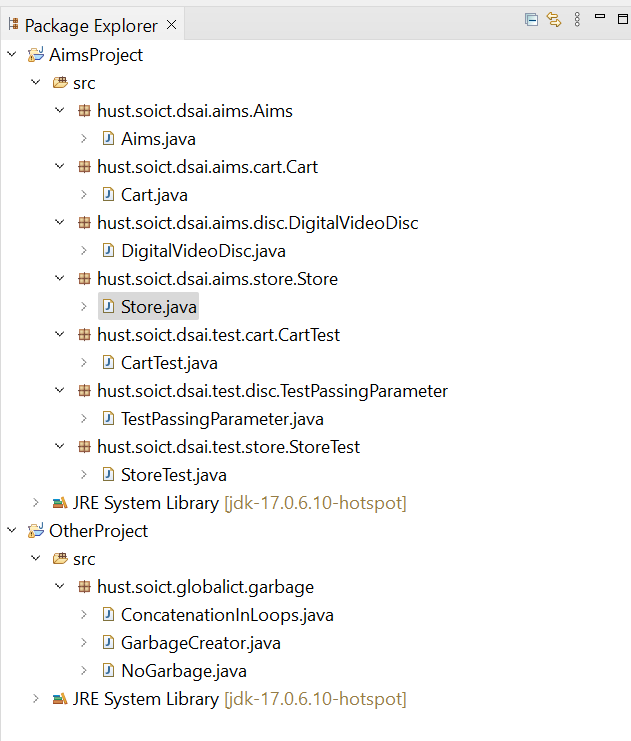 Package Explorer
AimsProject
src
hust.soict.dsai.aims.Aims
Aims.java
hust.soict.dsai.aims.cart.Cart
Cart.java
hust.soict.dsai.aims.disc.DigitalVideoDisc
DigitalVideoDisc.java
hust.soict.dsai.aims.store.Store
Store.java
hust.soict.dsai.test.cart.CartTest
CartTest.java
hust.soict.dsai.test.disc.TestPassingParameter
TestPassingParameter.java
hust.soict.dsai.test.store.StoreTest
StoreTest.java
JRE System Library [jdk-17.0.6.10-hotspot]
OtherProject
src
hust.soict.globalict.garbage
ConcatenationInLoops.java
GarbageCreator.java
NoGarbage.java
JRE System Library [jdk-17.0.6.10-hotspot]